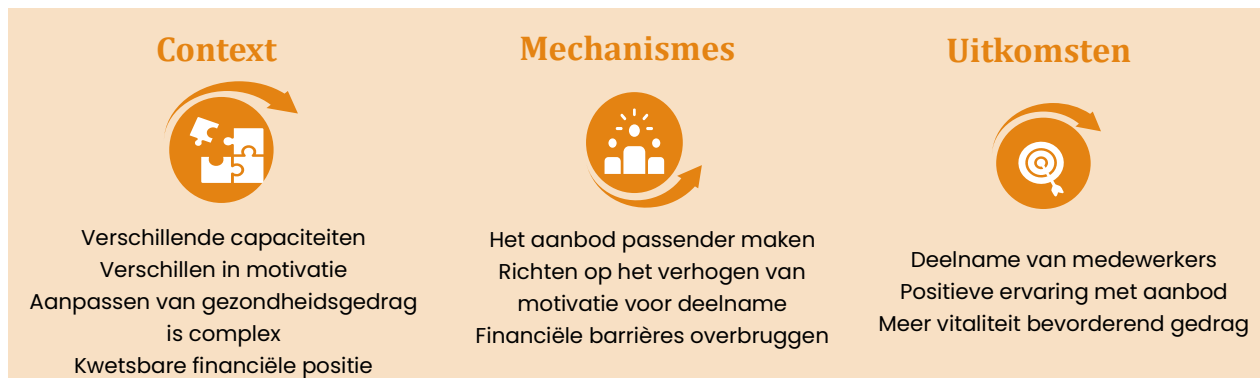 Context
Verschillende capaciteiten
Verschillen in motivatie
Aanpassen van gezondheidsgedrag
is complex
Kwetsbare financiële positie
Mechanismes
Het aanbod passender maken
Richten op het verhogen van
motivatie voor deelname
Financiële barrières overbruggen
Uitkomsten
Deelname van medewerkers
Positieve ervaring met aanbod
Meer vitaliteit bevorderend gedrag